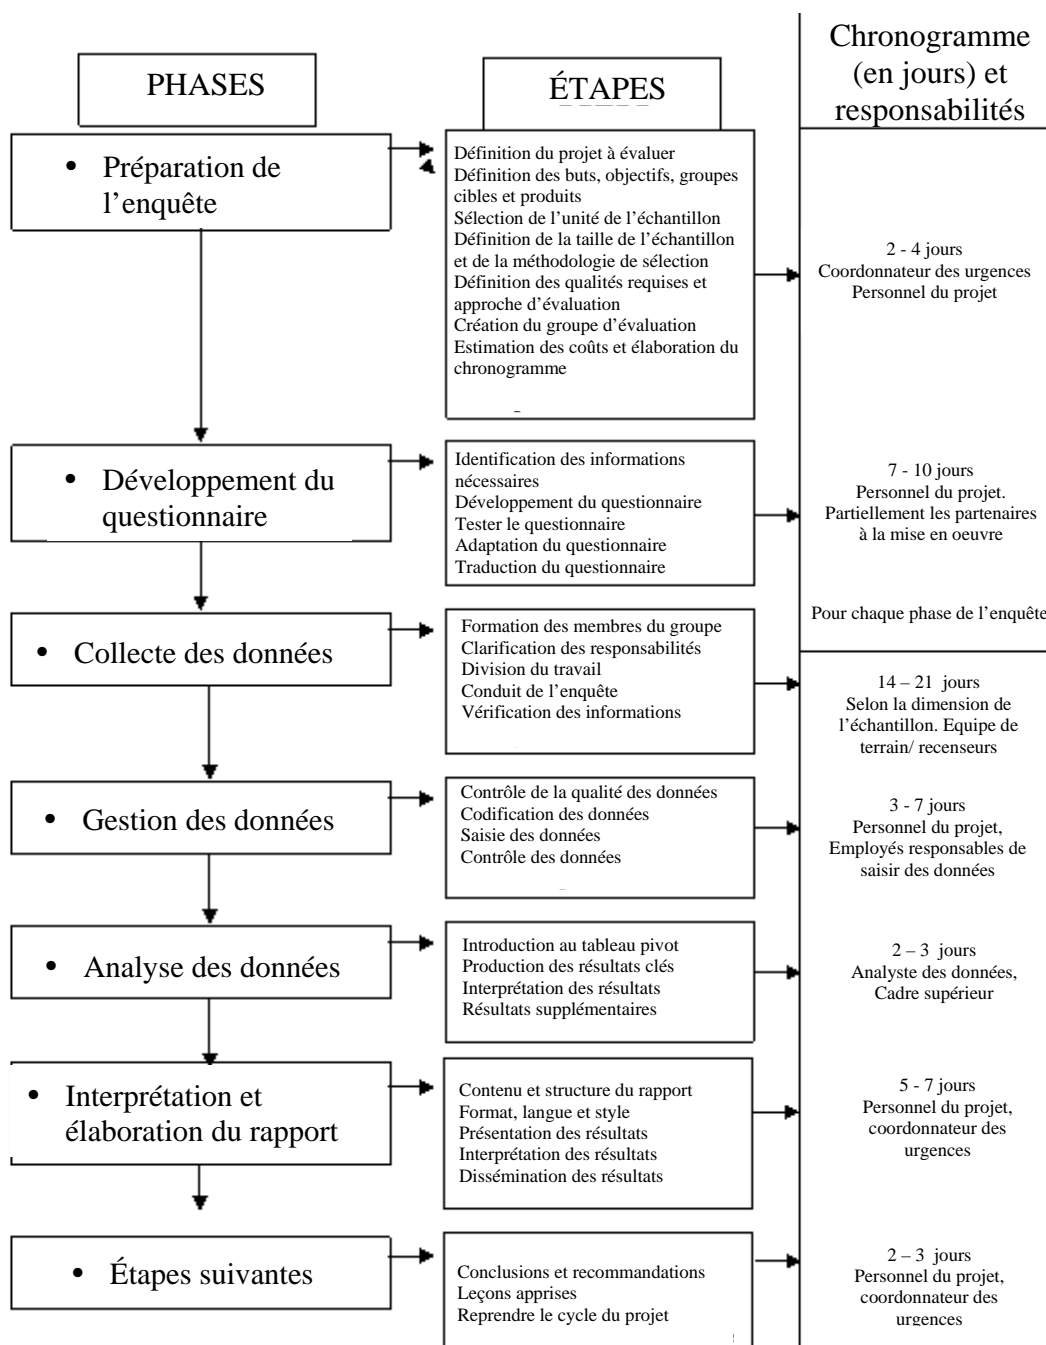 PHASES
ÉTAPES
Chronogramme
(en jours) et
responsabilités
• Préparation de
l’enquête
Définition du projet à évaluer
Définition des buts, objectifs, groupes
cibles et produits
Sélection de l’unité de l’échantillon
Définition de la taille de l’échantillon
et de la méthodologie de sélection
Définition des qualités requises et
approche d’évaluation
Création du groupe d’évaluation
Estimation des coûts et élaboration du
chronogramme
2 - 4 jours
Coordonnateur des urgences
Personnel du projet
• Développement du
questionnaire
Identification des informations
nécessaires
Développement du questionnaire
Tester le questionnaire
Adaptation du questionnaire
Traduction du questionnaire
7 - 10 jours
Personnel du projet.
Partiellement les partenaires
à la mise en oeuvre
Pour chaque phase de l’enquête
• Collecte des données
Formation des membres du groupe
Clarification des responsabilités
Division du travail
Conduit de l’enquête
Vérification des informations
14 – 21 jours
Selon la dimension de
l’échantillon. Equipe de
terrain/ recenseurs
• Gestion des données
Contrôle de la qualité des données
Codification des données
Saisie des données
Contrôle des données
3 - 7 jours
Personnel du projet,
Employés responsables de
saisir des données
• Analyse des données
Introduction au tableau pivot
Production des résultats clés
Interprétation des résultats
Résultats supplémentaires
2 – 3 jours
Analyste des données,
Cadre supérieur
• Interprétation et
élaboration du rapport
Contenu et structure du rapport
Format, langue et style
Présentation des résultats
Interprétation des résultats
Dissémination des résultats
5 - 7 jours
Personnel du projet,
coordonnateur des
urgences
• Étapes suivantes
Conclusions et recommandations
Leçons apprises
Reprendre le cycle du projet
2 – 3 jours
Personnel du projet,
coordonnateur des
urgences